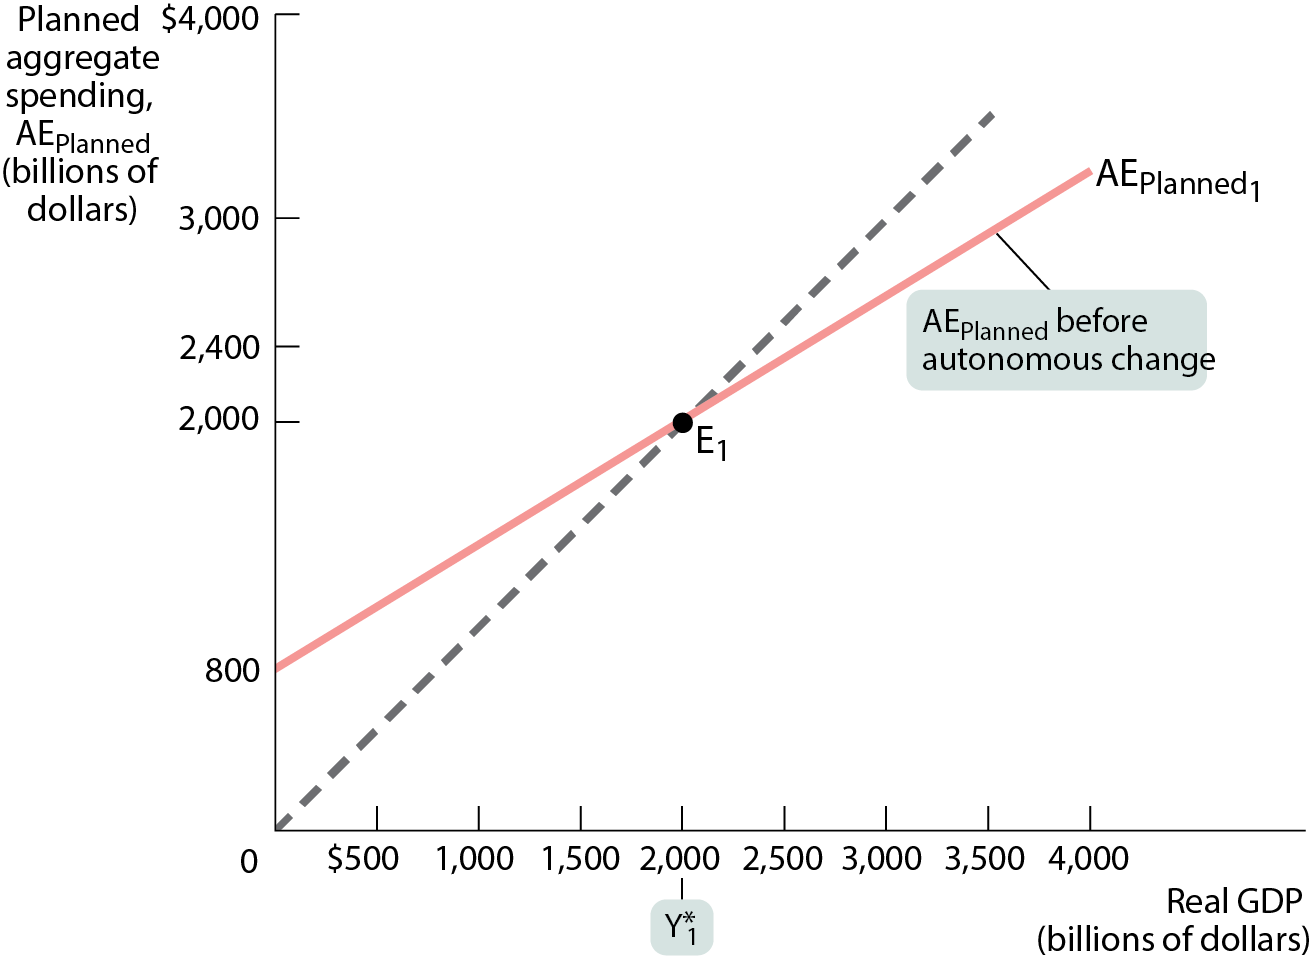 Planned
aggregate
spending,
AEPlanned
(billions of
dollars)
$4,000
3,000
2,400
2,000
800
0
$500
1,000
1,500
2,000
2,500
3,000
3,500
4,000
AEPlanned1
AEPlanned before
autonomous change
E1
Y*1
Real GDP
(billions of dollars)